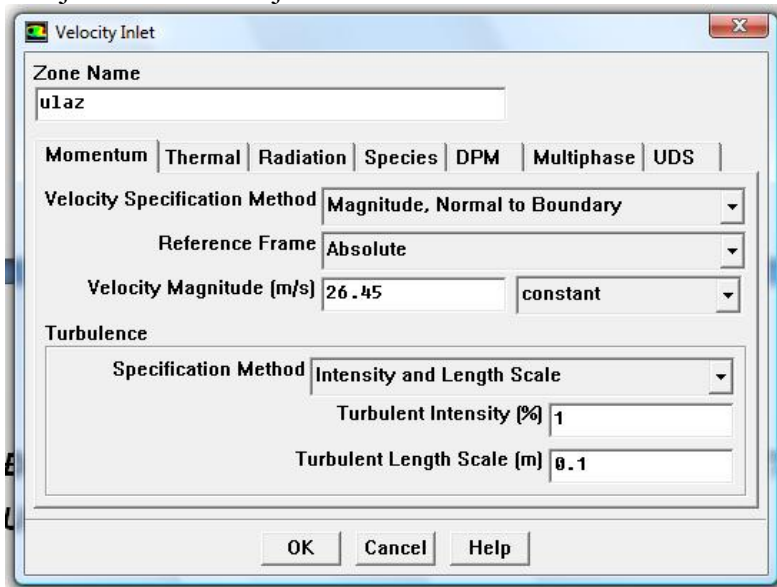 Velocity Inlet
Zone Name
ulaz
Momentum Thermal Radiation Species DPM Multiphase UDS
Velocity Specification Method Magnitude, Normal to Boundary
Reference Frame Absolute
Velocity Magnitude (m/s) 26.45 constant
Turbulence
Specification Method Intensity and Length Scale
Turbulent Intensity (%) 1
Turbulent Length Scale (m) 0.1
OK Cancel Help